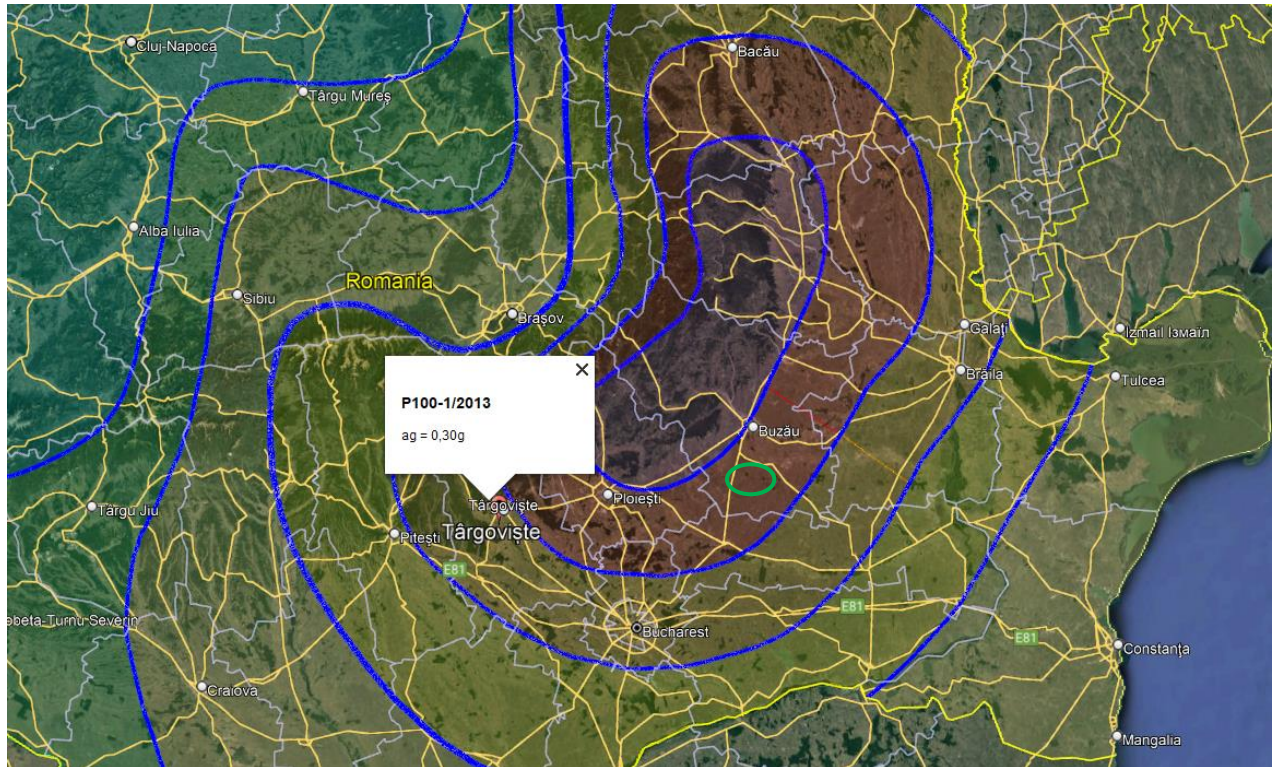 Cluj-Napoca
Bacău
Târgu Mureș
Alba Iulia
Romania
Sibiu
Brașov
Galați
Izmail Ізмаїл
Brăila
Tulcea
P100-1/2013
ag = 0,30g
Buzău
Târgoviște
Ploiești
Târgu Jiu
Pitești
Târgoviște
E81
E81
E81
obeta-Turnu Severin
Bucharest
Constanța
Craiova
Mangalia